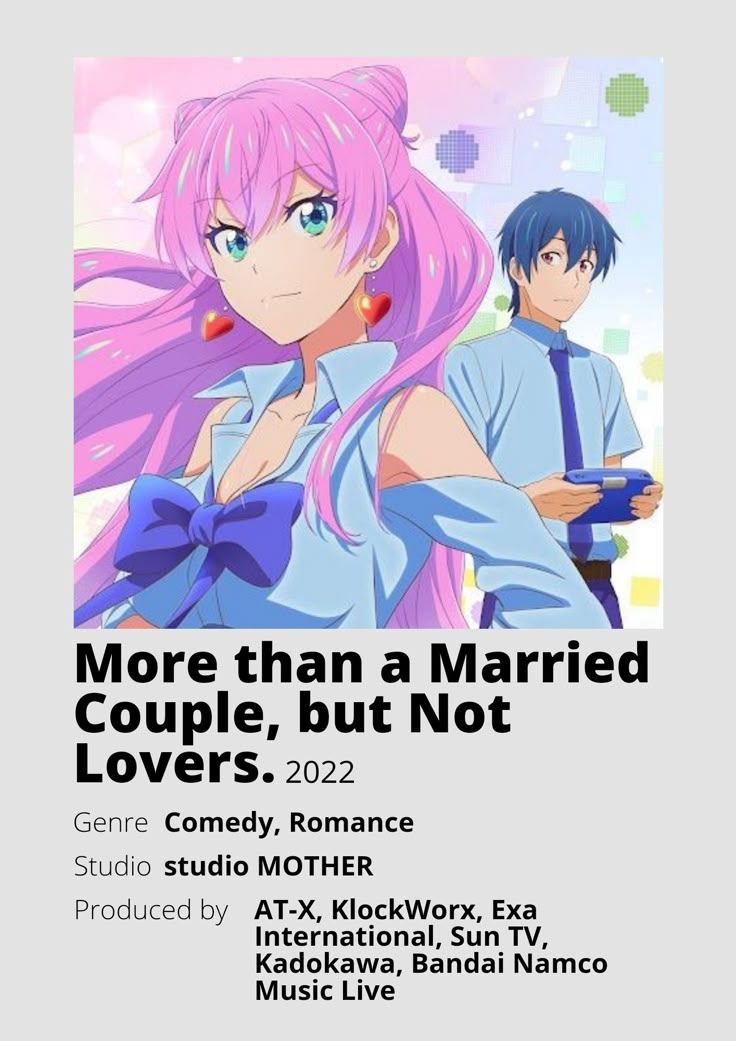 More than a Married
Couple, but Not
Lovers. 2022
Genre Comedy, Romance
Studio studio MOTHER
Produced by AT-X, KlockWorx, Exa
International, Sun TV,
Kadokawa, Bandai Namco
Music Live